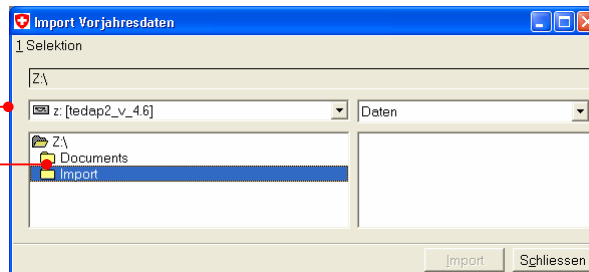 Import Vorjahresdaten
1 Selektion
Z:\
z: [tedap2_v_4.6]
Daten
Z:\
Documents
Import
Import
Schliessen